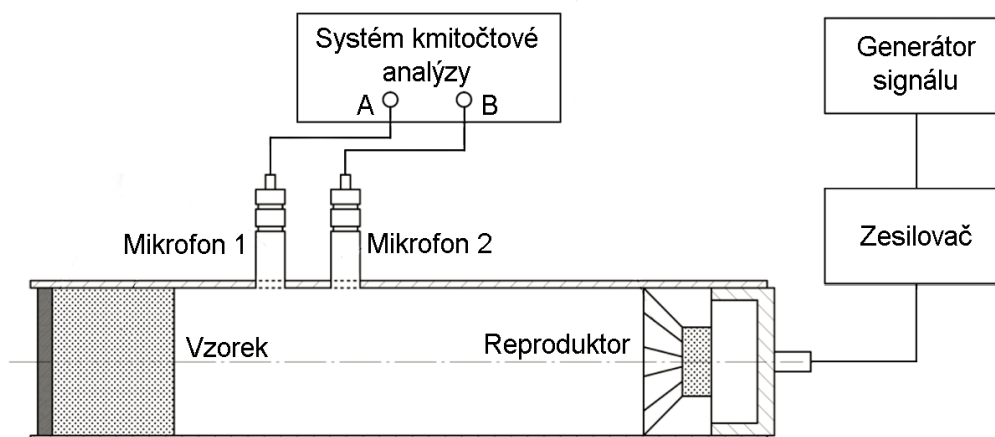 Systém kmitočtové
analýzy
A
B
Generátor
signálu
Mikrofon 1
Mikrofon 2
Zesilovač
Vzorek
Reproduktor